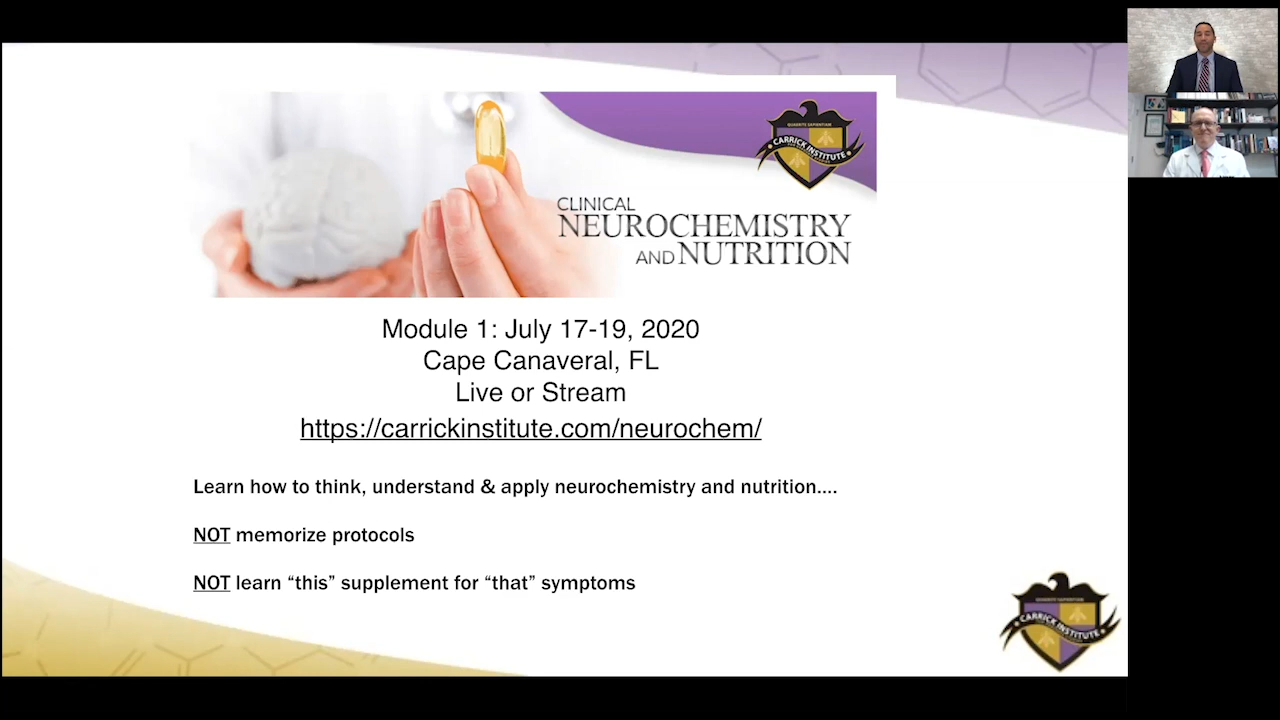 QUAERITE SAPIENTIAM
CARRICK INSTITUTE
CLINICAL
NEUROCHEMISTRY
AND NUTRITION
Module 1: July 17-19, 2020
Cape Canaveral, FL
Live or Stream
https://carrickinstitute.com/neurochem/
Learn how to think, understand & apply neurochemistry and nutrition....
NOT memorize protocols
NOT learn “this” supplement for “that” symptoms
CARRICK INSTITUTE